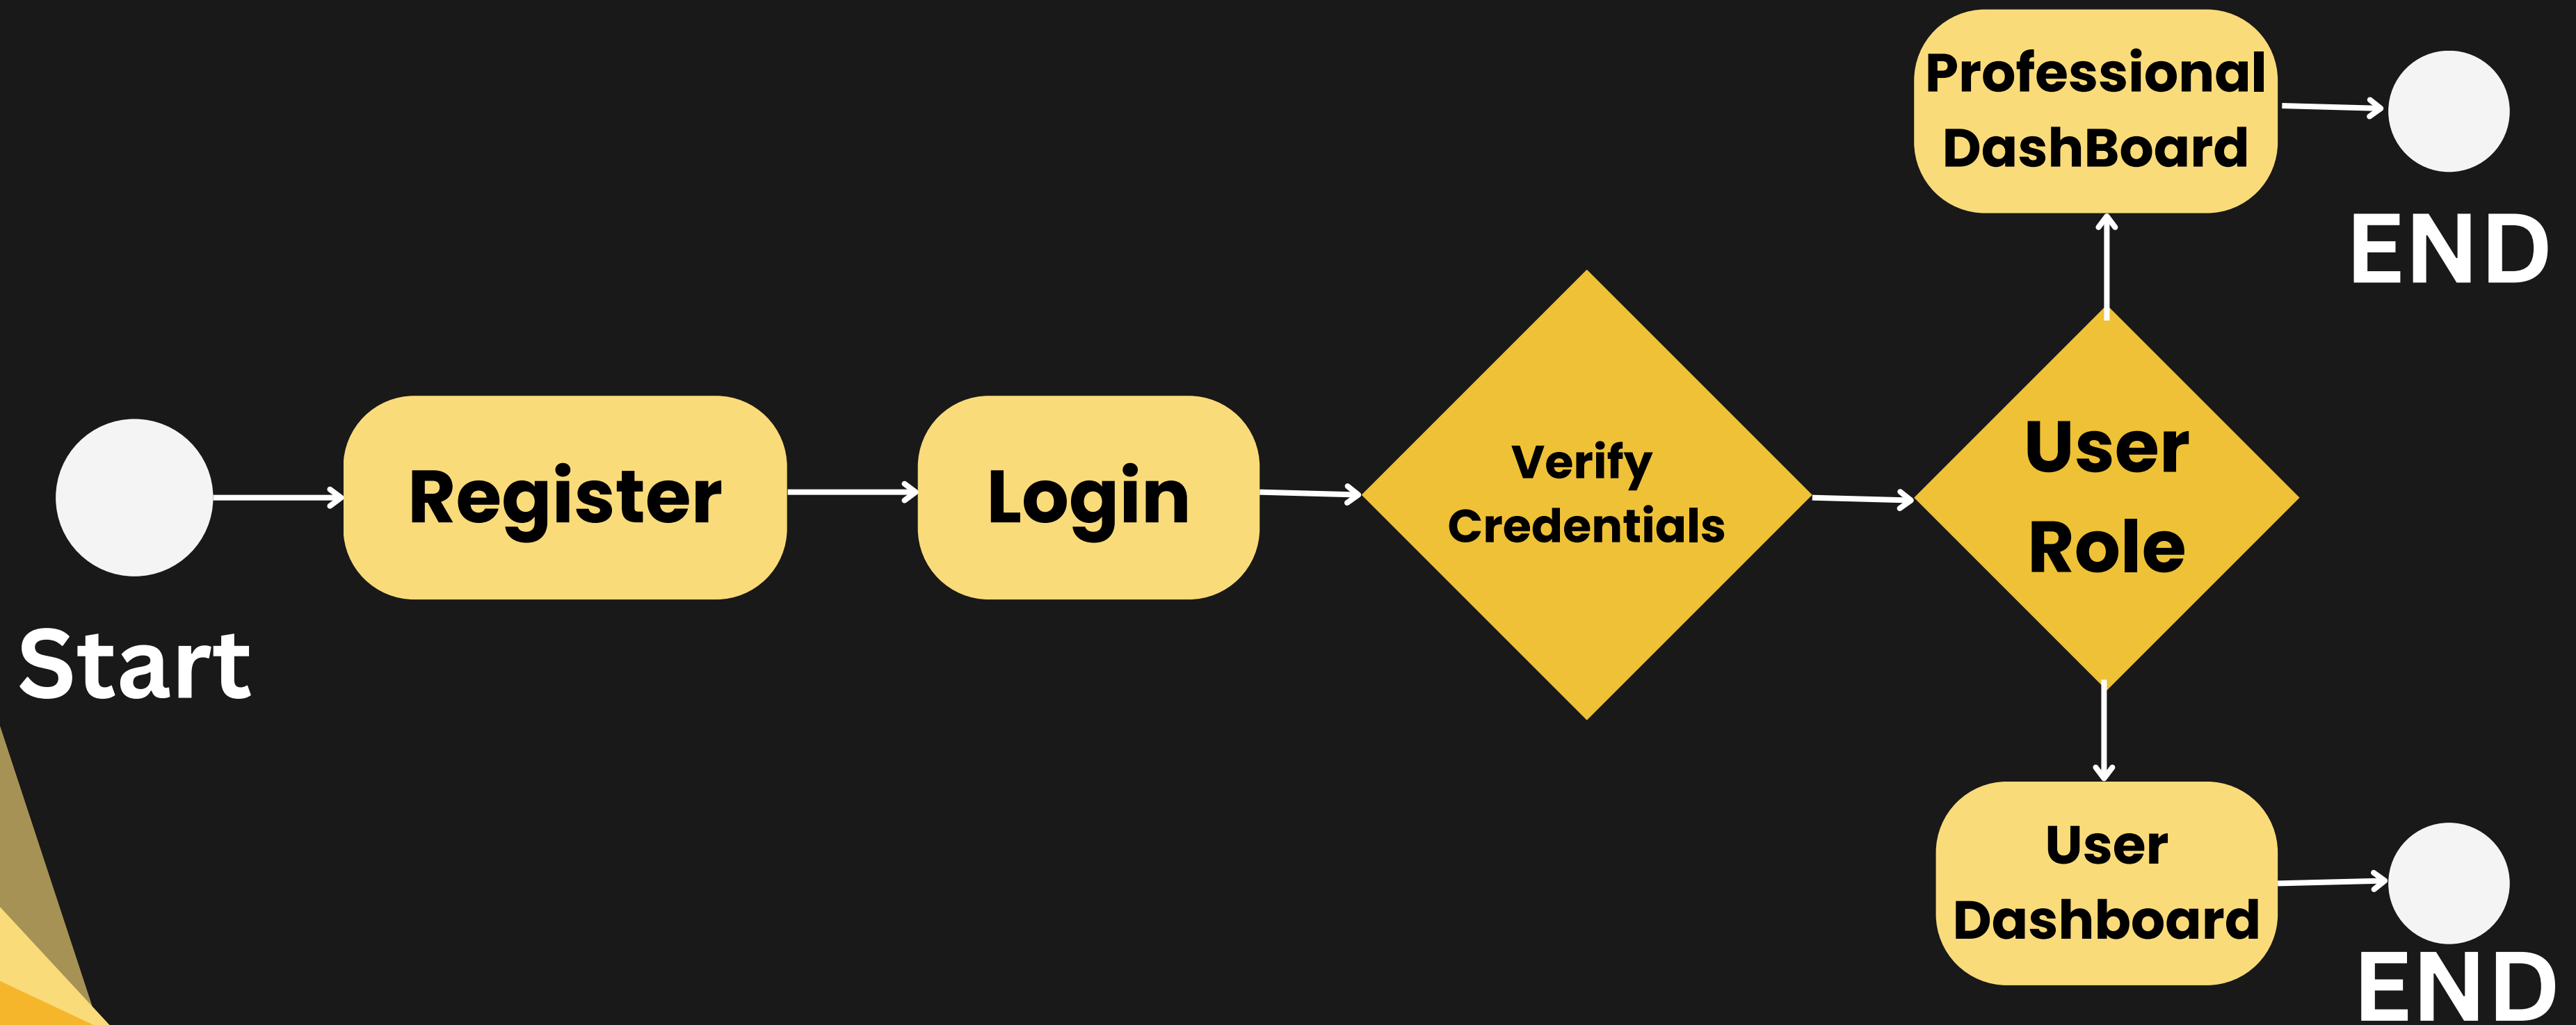 Start
Register
Login
Verify
Credentials
User
Role
Professional
DashBoard
END
User
Dashboard
END